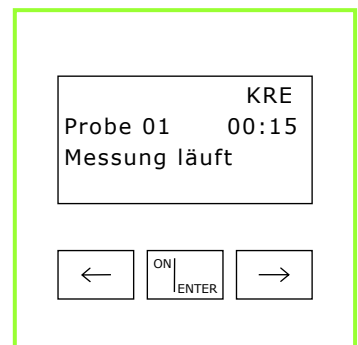 KRE
Probe 01 00:15
Messung läuft
ON
ENTER